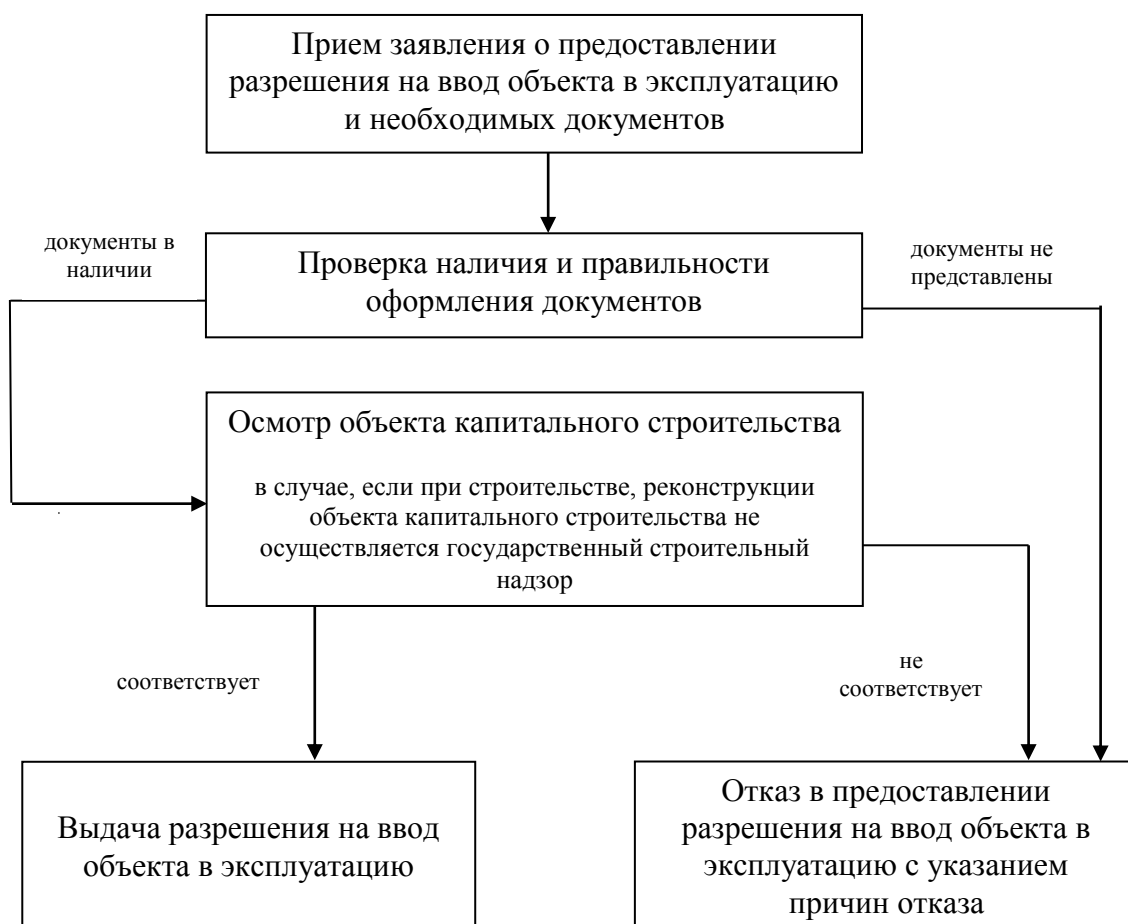 Прием заявления о предоставлении
разрешения на ввод объекта в эксплуатацию
и необходимых документов
документы в
наличии
Проверка наличия и правильности
оформления документов
документы не
представлены
Осмотр объекта капитального строительства
в случае, если при строительстве, реконструкции
объекта капитального строительства не
осуществляется государственный строительный
надзор
соответствует
не
соответствует
Выдача разрешения на ввод
объекта в эксплуатацию
Отказ в предоставлении
разрешения на ввод объекта в
эксплуатацию с указанием
причин отказа